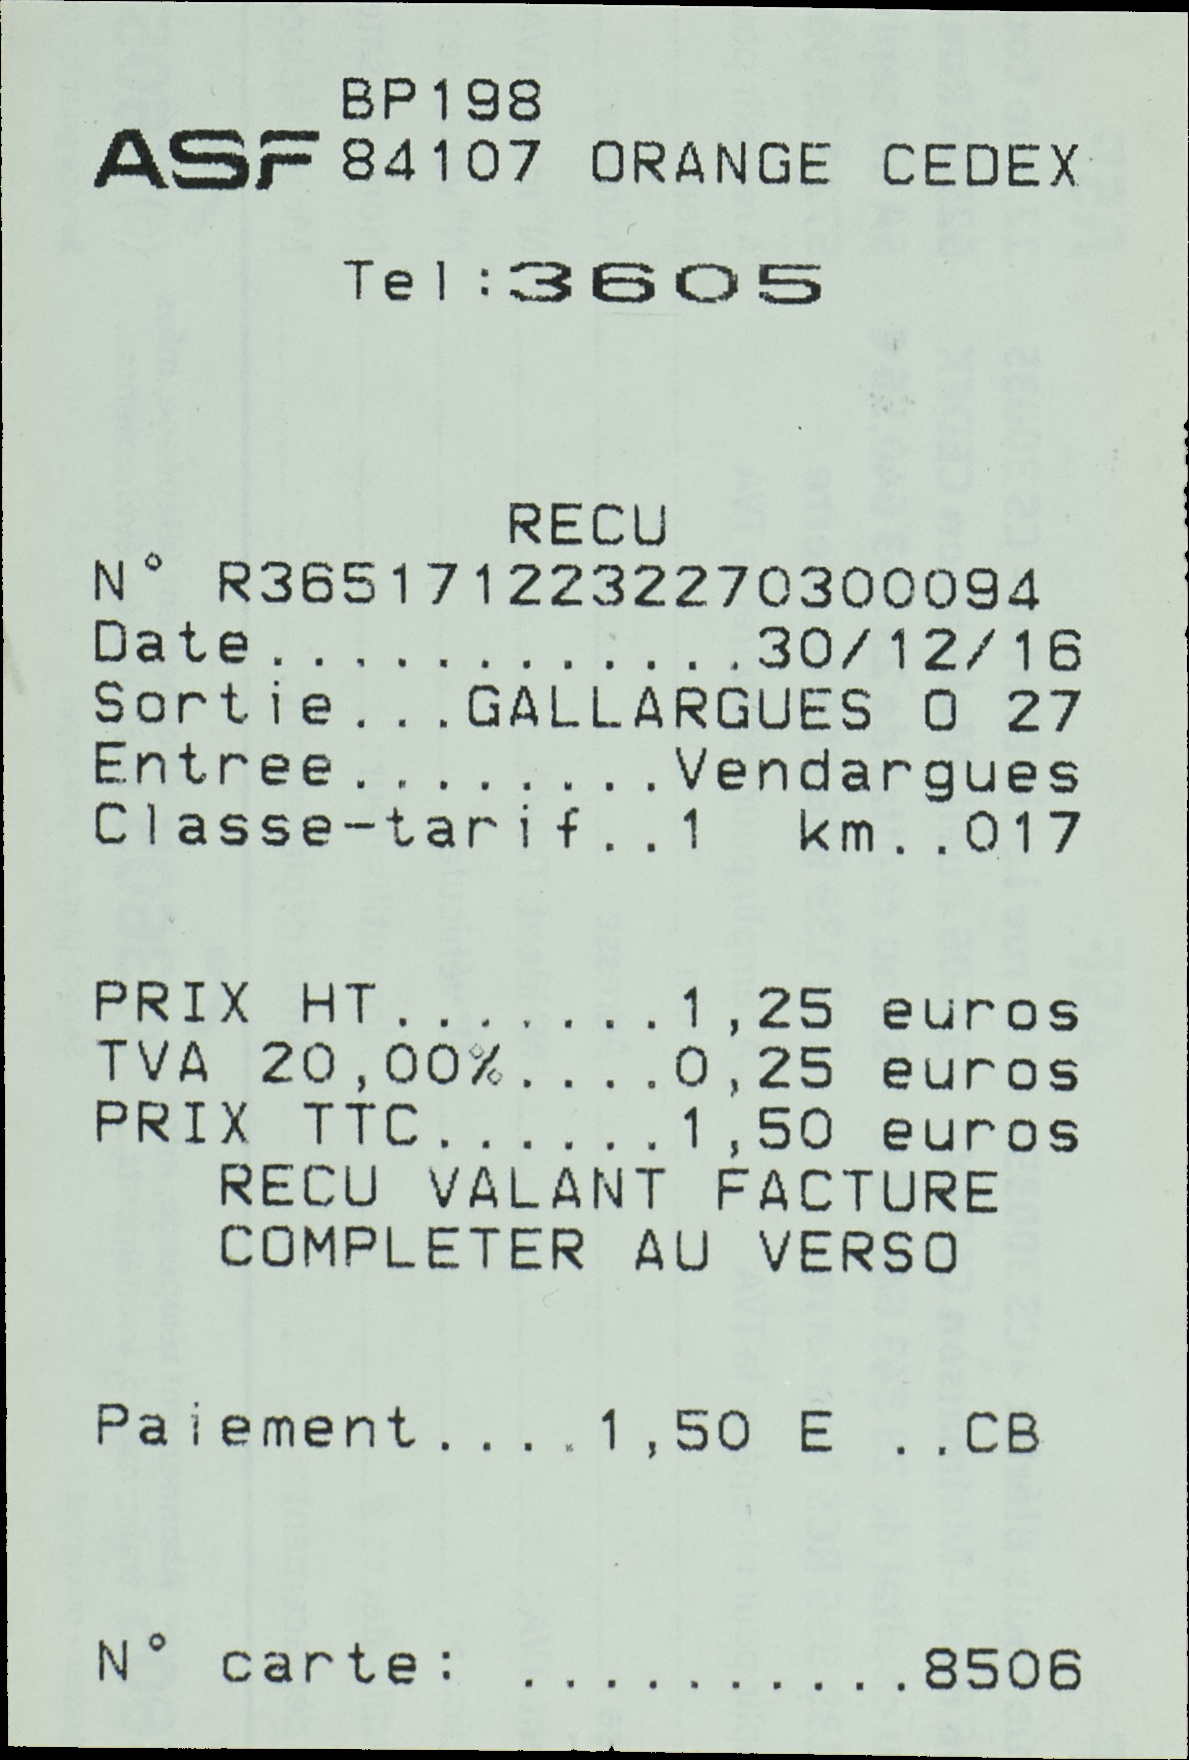 BP198
ASF 84107 ORANGE CEDEX
Tel:3605
RECU
N° R36517122322270300094
Date.............30/12/16
Sortie...GALLARGUES O 27
Entree........Vendargues
Classe-tarif..1 km..017
PRIX HT.......1,25 euros
TVA 20,00%....0,25 euros
PRIX TTC......1,50 euros
RECU VALANT FACTURE
COMPLETER AU VERSO
Paiement....1,50 E ..CB
N° carte: ..........8506